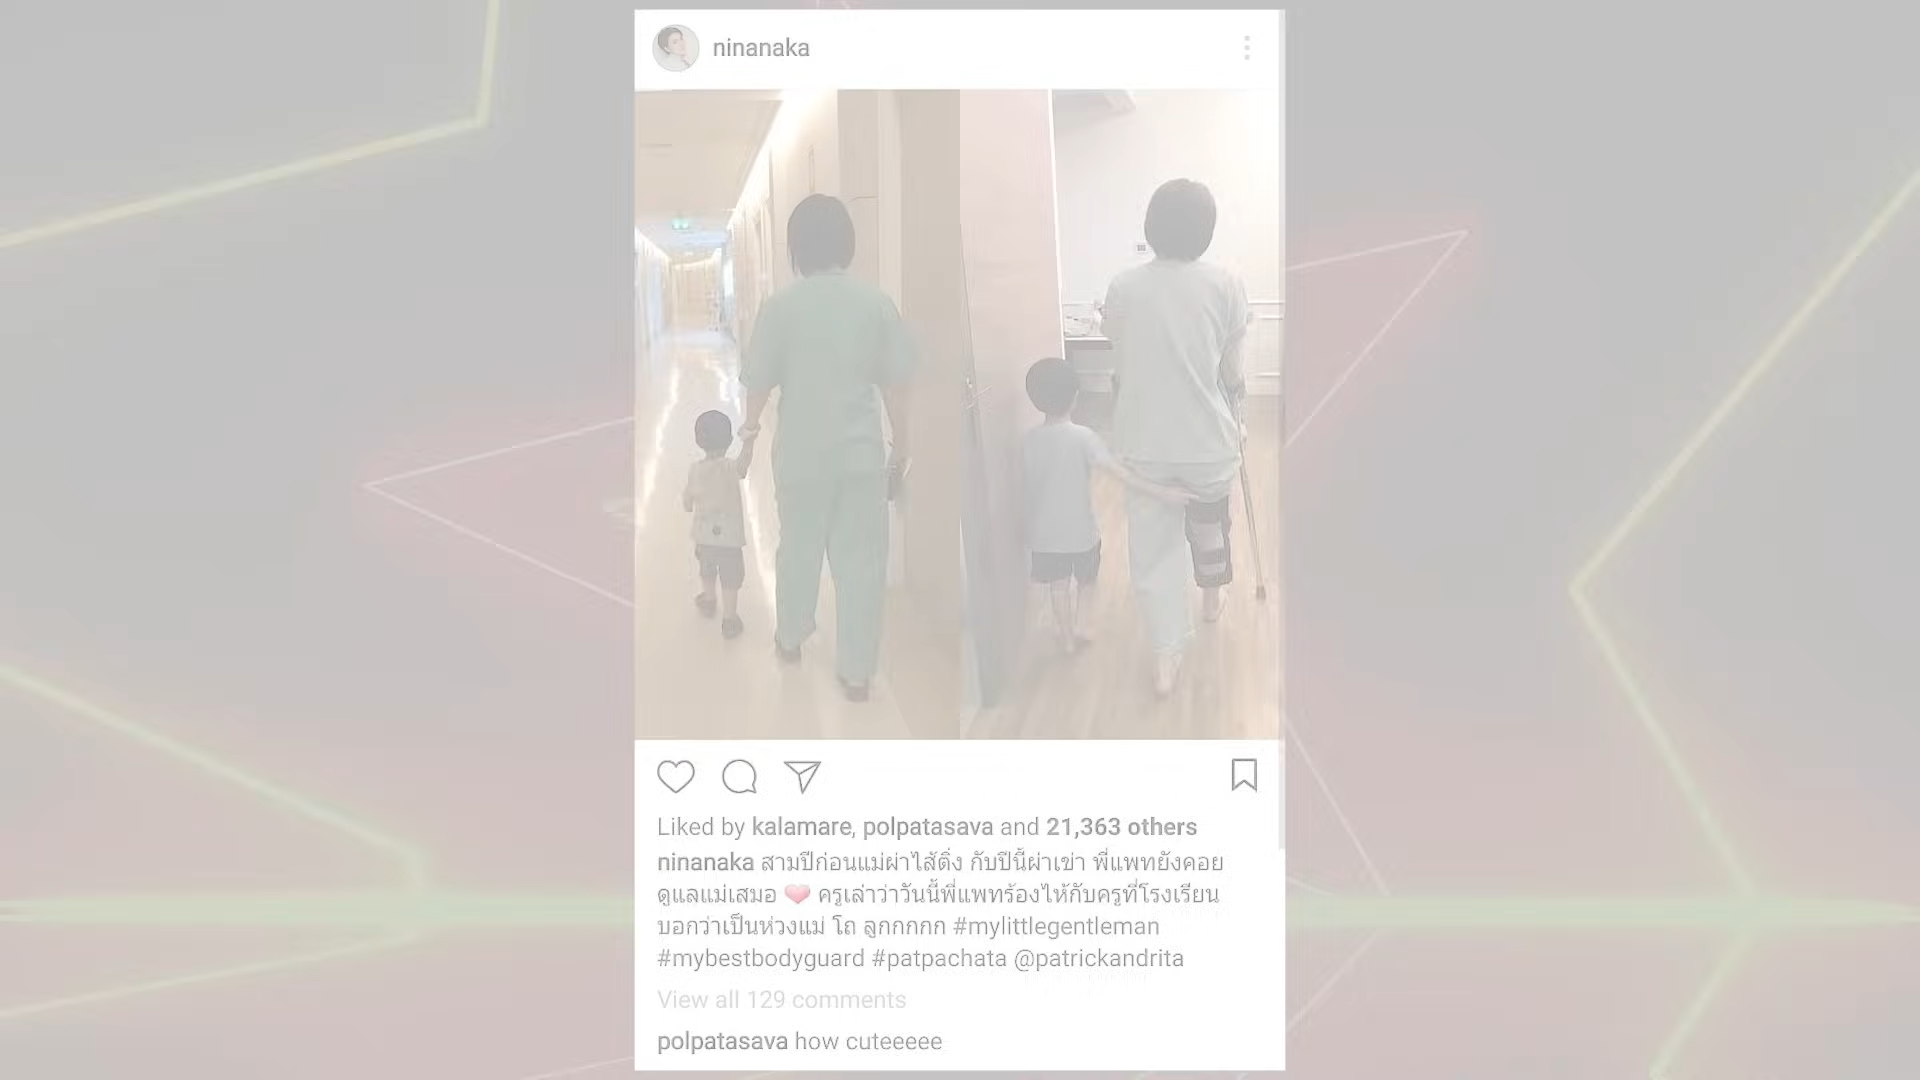 ninanaka
Liked by kalamare, polpatasava and 21,363 others
ninanaka สามปีก่อนแม่ผ่าไส้ติ่ง กับปีนี้ผ่าเข่า พี่แพทยังคอย
ดูแลแม่เสมอ ❤ ครูเล่าว่าวันนี้พี่แพทร้องไห้กับครูที่โรงเรียน
บอกว่าเป็นห่วงแม่ โถ ลูกกกกก #mylittlegentleman
#mybestbodyguard #patpachata @patrickandrita
View all 129 comments
polpatasava how cuteeeee